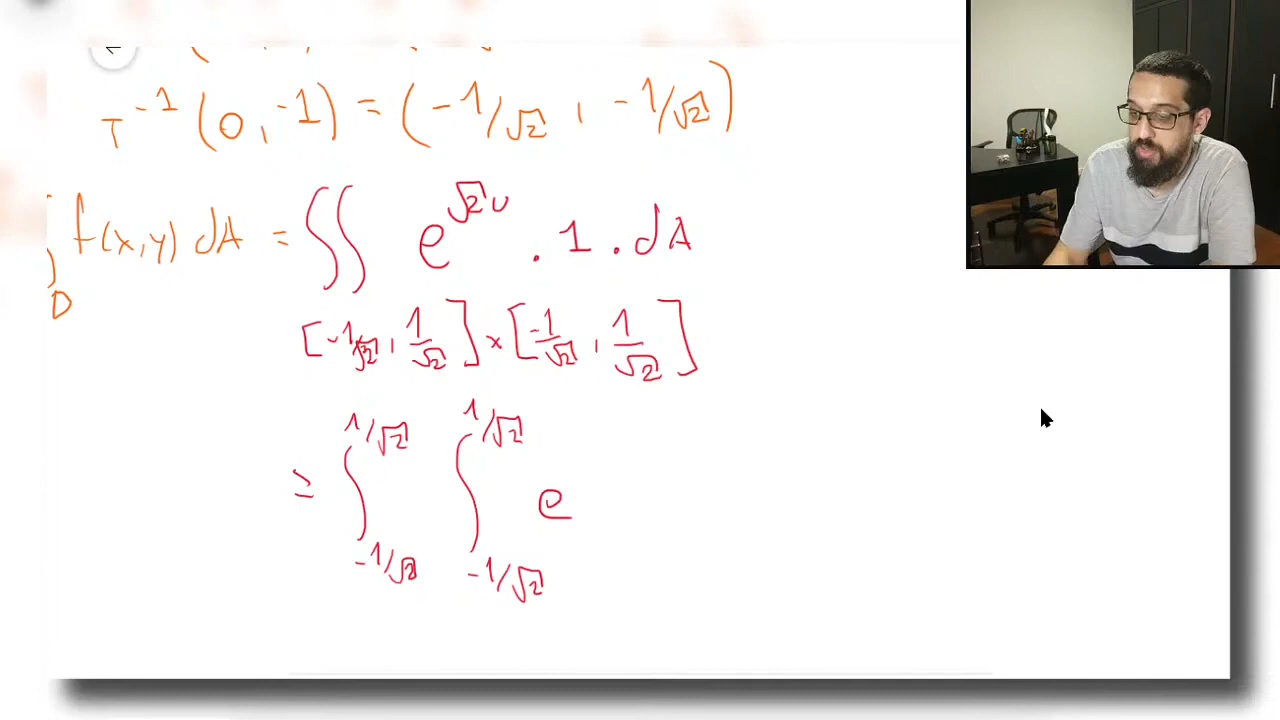 T⁻¹(0, -1) = (-1/√2, -1/√2)
∫ f(x,y) dA = ∬ e^{√2 u} . 1 . dA
D
[-1/√2, 1/√2] × [-1/√2, 1/√2]
= ∫_{-1/√2}^{1/√2} ∫_{-1/√2}^{1/√2} e